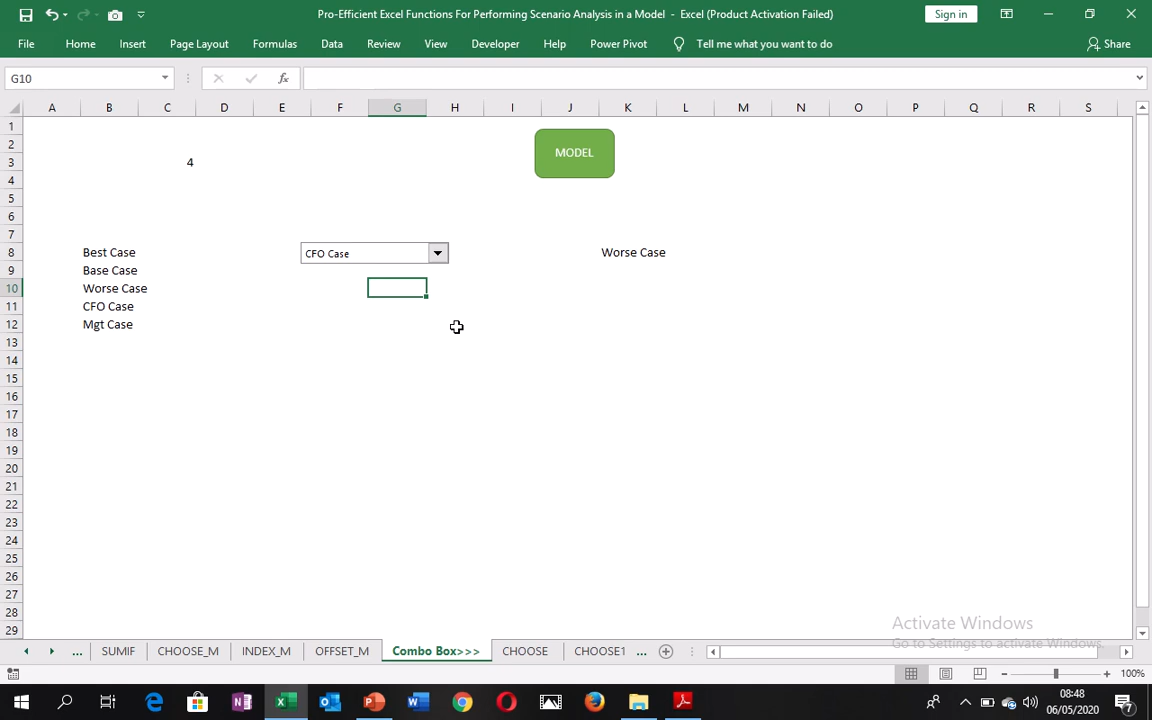 Pro-Efficient Excel Functions For Performing Scenario Analysis in a Model - Excel (Product Activation Failed)
Sign in
File Home Insert Page Layout Formulas Data Review View Developer Help Power Pivot Tell me what you want to do Share
G10 fx
A B C D E F G H I J K L M N O P Q R S
1
2
MODEL
3 4
4
5
6
7
8 Best Case CFO Case Worse Case
9 Base Case
10 Worse Case
11 CFO Case
12 Mgt Case
13
14
15
16
17
18
19
20
21
22
23
24
25
26
27
28
29
Activate Windows
Go to Settings to activate Windows.
... SUMIF CHOOSE_M INDEX_M OFFSET_M Combo Box>>> CHOOSE CHOOSE1 ...
100%
08:48
06/05/2020
7